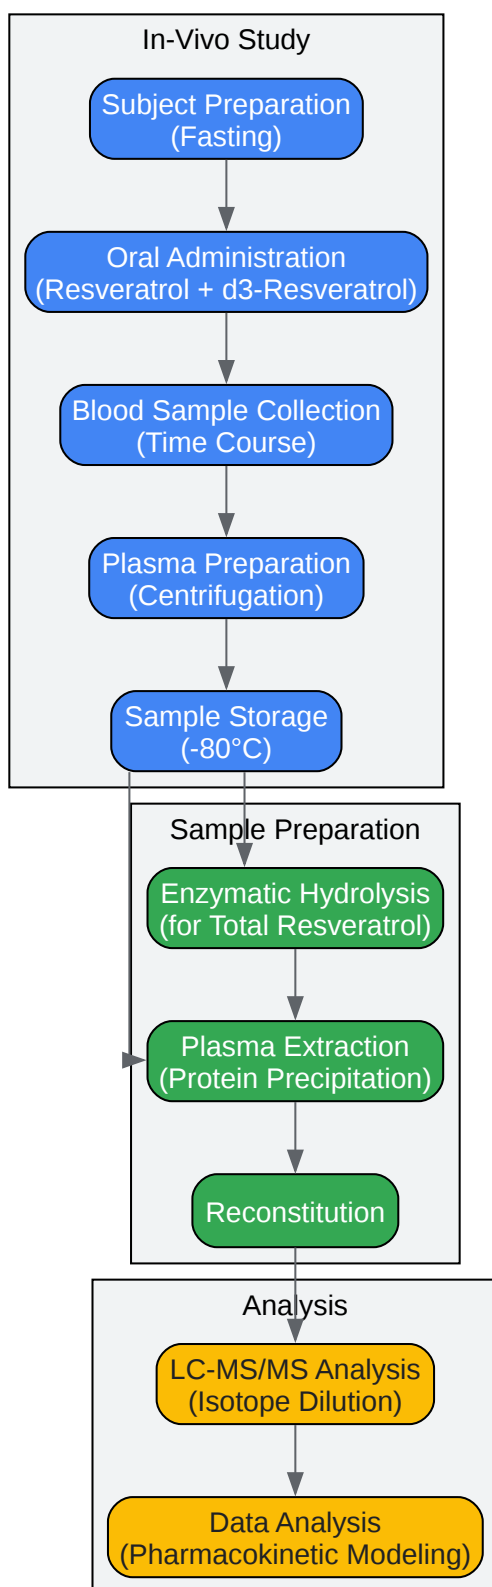 In-Vivo Study
Subject Preparation
(Fasting)
Oral Administration
(Resveratrol + d3-Resveratrol)
Blood Sample Collection
(Time Course)
Plasma Preparation
(Centrifugation)
Sample Storage
(-80°C)
Sample Preparation
Enzymatic Hydrolysis
(for Total Resveratrol)
Plasma Extraction
(Protein Precipitation)
Reconstitution
Analysis
LC-MS/MS Analysis
(Isotope Dilution)
Data Analysis
(Pharmacokinetic Modeling)